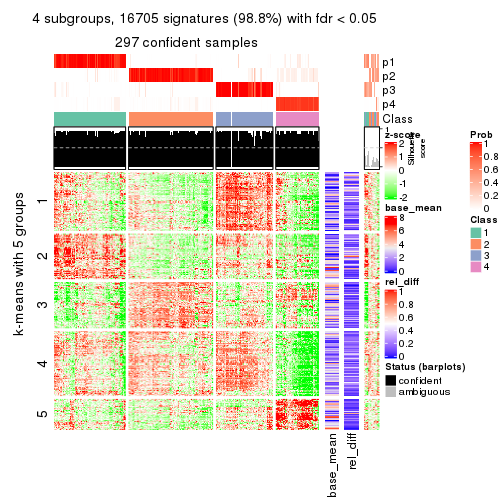 4 subgroups, 16705 signatures (98.8%) with fdr < 0.05
297 confident samples
p1
p2
p3
p4
Class
1
Silhouette
score
k-means with 5 groups
1
2
3
4
5
base_mean
rel_diff
z-score
2
1
0
-1
-2
base_mean
8
6
4
2
0
rel_diff
1
0.8
0.6
0.4
0.2
0
Status (barplots)
confident
ambiguous
Prob
1
0.8
0.6
0.4
0.2
0
Class
1
2
3
4